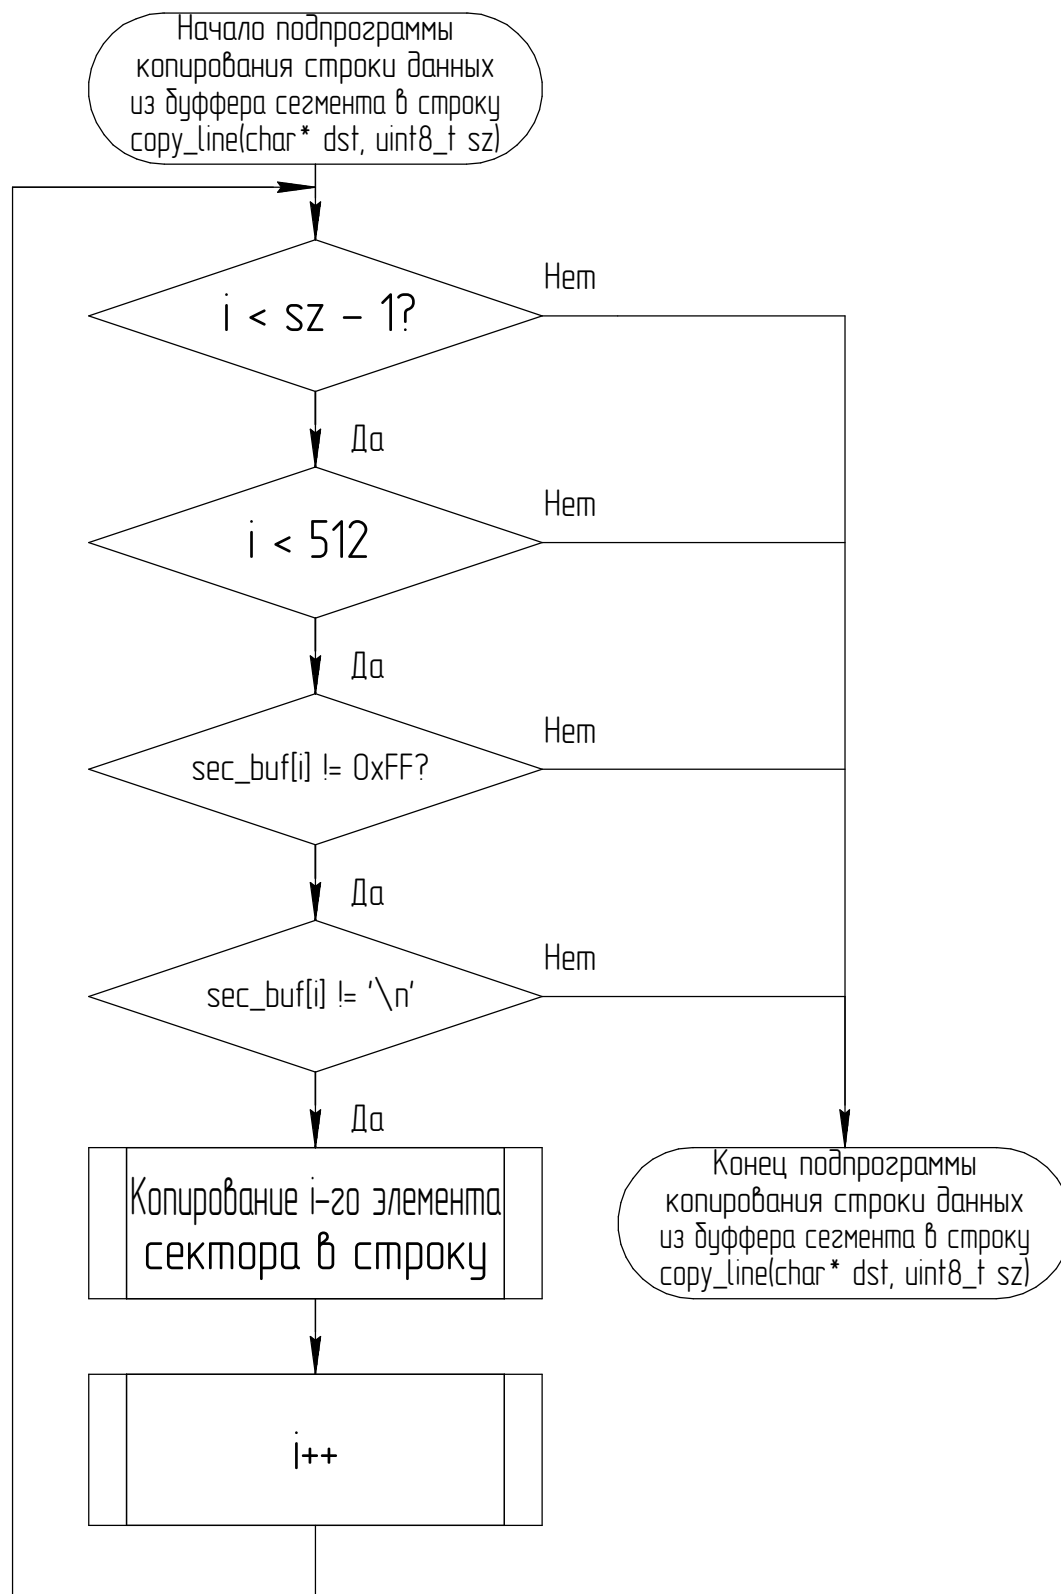 Начало подпрограммы
копирования строки данных
из буффера сегмента в строку
copy_line(char* dst, uint8_t sz)
i < sz - 1?
Нет
Да
i < 512
Нет
Да
sec_buf[i] != 0xFF?
Нет
Да
sec_buf[i] != '\n'
Нет
Да
Копирование i-го элемента
сектора в строку
Конец подпрограммы
копирования строки данных
из буффера сегмента в строку
copy_line(char* dst, uint8_t sz)
i++